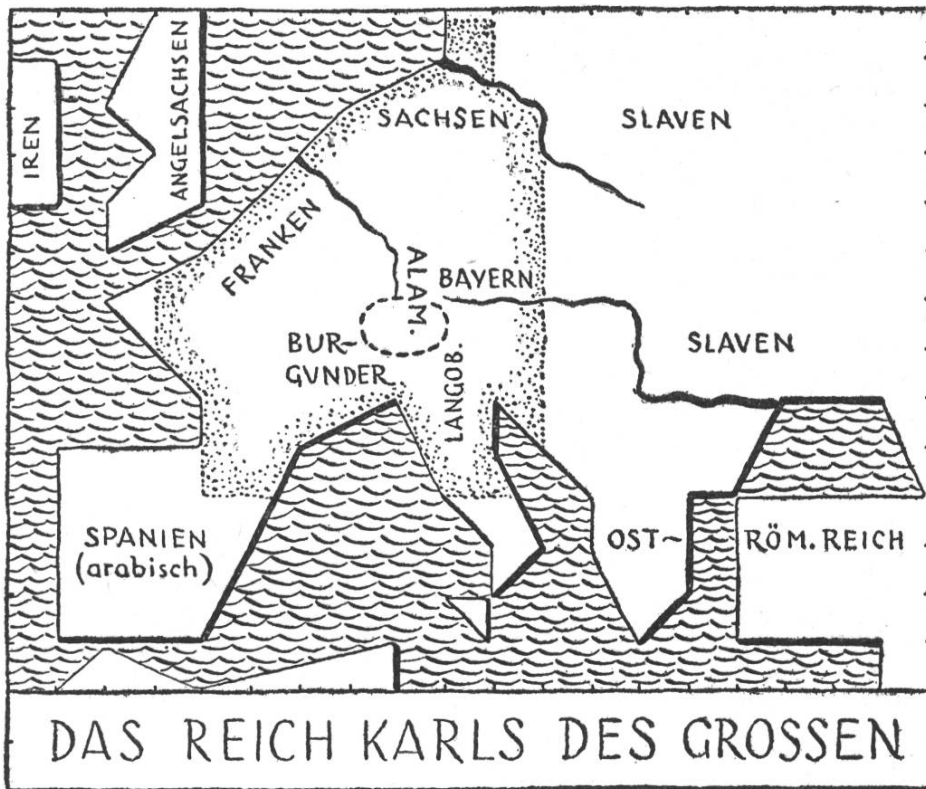 IREN
ANGELSACHSEN
SACHSEN
SLAVEN
FRANKEN
ALAM.
BAYERN
BUR-
GUNDER
LANGOB.
SLAVEN
SPANIEN
(arabisch)
OST- RÖM. REICH
DAS REICH KARLS DES GROSSEN